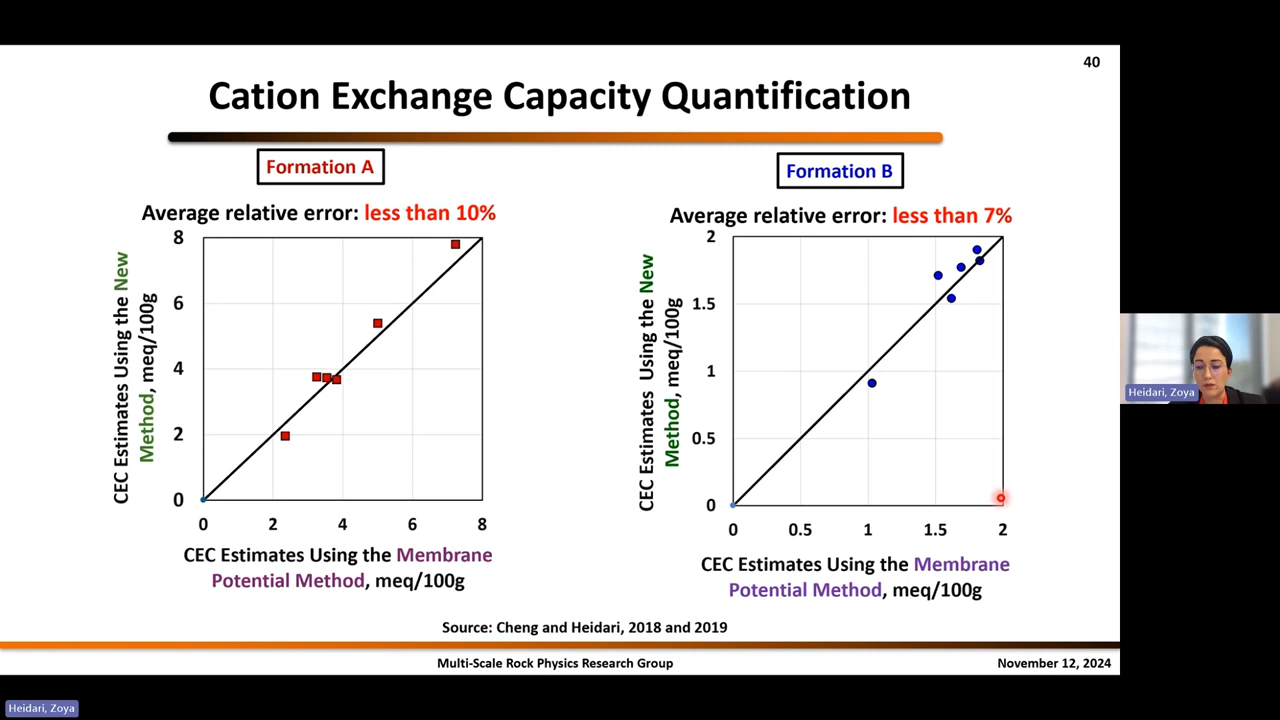 40
Cation Exchange Capacity Quantification
Formation A
Average relative error: less than 10%
CEC Estimates Using the New
Method, meq/100g
8
6
4
2
0
0 2 4 6 8
CEC Estimates Using the Membrane
Potential Method, meq/100g
Formation B
Average relative error: less than 7%
CEC Estimates Using the New
Method, meq/100g
2
1.5
1
0.5
0
0 0.5 1 1.5 2
CEC Estimates Using the Membrane
Potential Method, meq/100g
Source: Cheng and Heidari, 2018 and 2019
Multi-Scale Rock Physics Research Group
November 12, 2024
Heidari, Zoya
Heidari, Zoya